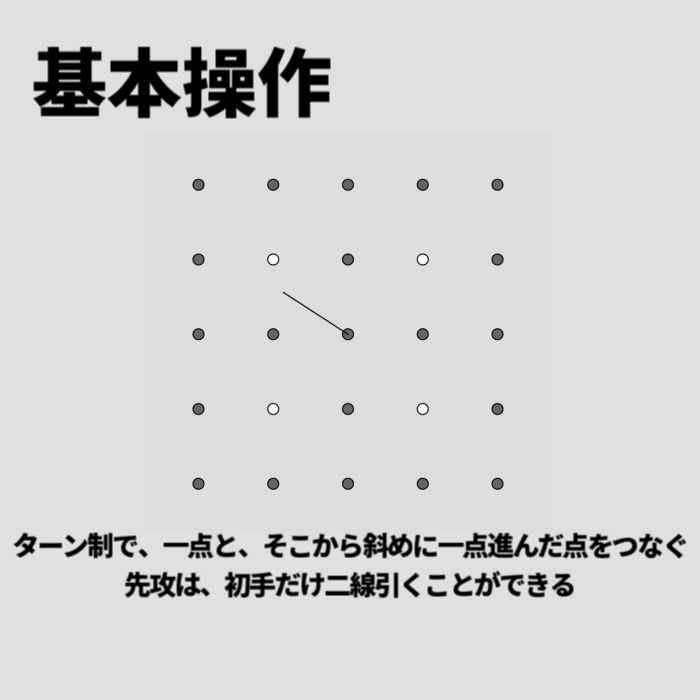 基本操作
ターン制で、一点と、そこから斜めに一点進んだ点をつなぐ
先攻は、初手だけ二線引くことができる